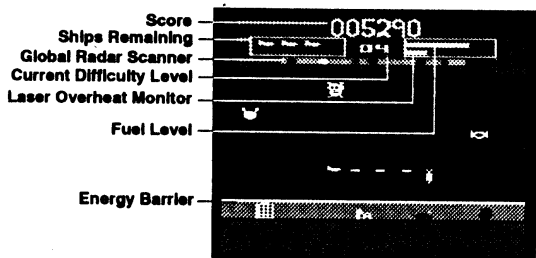 Score
005290
Ships Remaining
04
Global Radar Scanner
Current Difficulty Level
Laser Overheat Monitor
Fuel Level
Energy Barrier